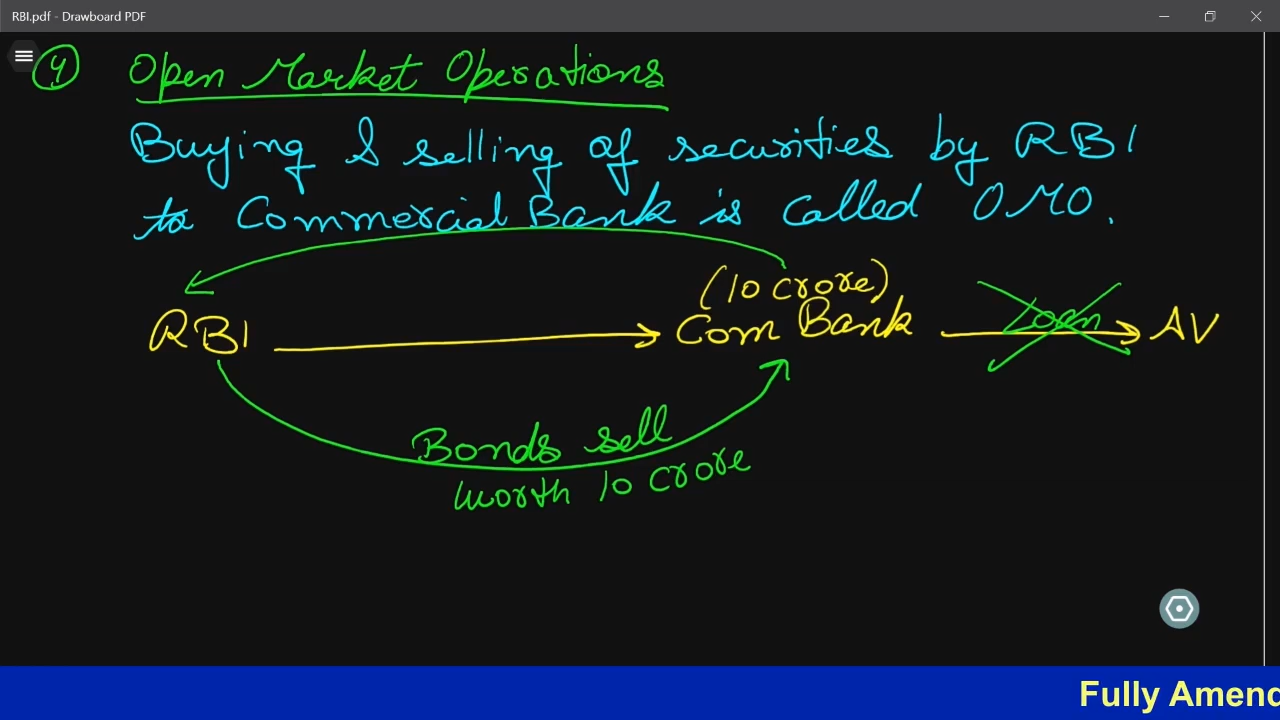 RBI.pdf - Drawboard PDF
4 Open Market Operations
Buying & selling of securities by RBI
to Commercial Bank is called OMO.
(10 crore)
RBI Com Bank Loan AV
Bonds sell
worth 10 crore
Fully Amend